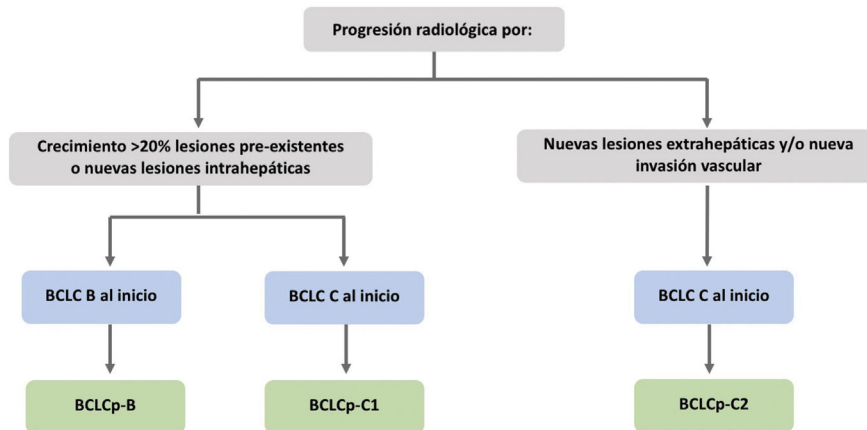 Progresión radiológica por:
Crecimiento >20% lesiones pre-existentes
o nuevas lesiones intrahepáticas
Nuevas lesiones extrahepáticas y/o nueva
invasión vascular
BCLC B al inicio
BCLC C al inicio
BCLC C al inicio
BCLCp-B
BCLCp-C1
BCLCp-C2